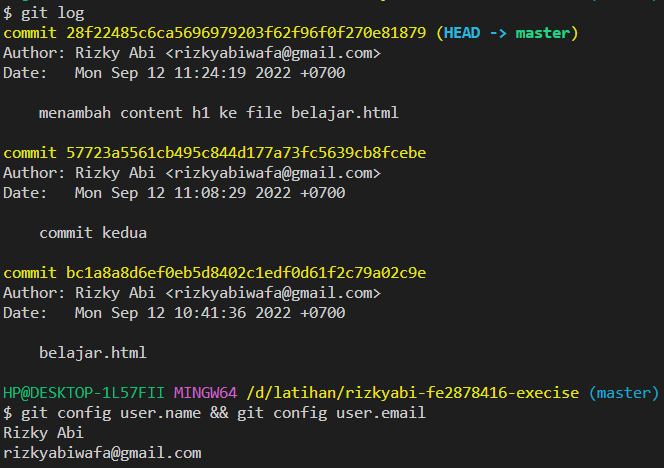 $ git log
commit 28f22485c6ca5696979203f62f96f0f270e81879 (HEAD -> master)
Author: Rizky Abi <rizkyabiwafa@gmail.com>
Date:   Mon Sep 12 11:24:19 2022 +0700
    menambah content h1 ke file belajar.html
commit 57723a5561cb495c844d177a73fc5639cb8fcebe
Author: Rizky Abi <rizkyabiwafa@gmail.com>
Date:   Mon Sep 12 11:08:29 2022 +0700
    commit kedua
commit bc1a8a8d6ef0eb5d8402c1edf0d61f2c79a02c9e
Author: Rizky Abi <rizkyabiwafa@gmail.com>
Date:   Mon Sep 12 10:41:36 2022 +0700
    belajar.html
HP@DESKTOP-1L57FII MINGW64 /d/latihan/rizkyabi-fe2878416-execise (master)
$ git config user.name && git config user.email
Rizky Abi
rizkyabiwafa@gmail.com